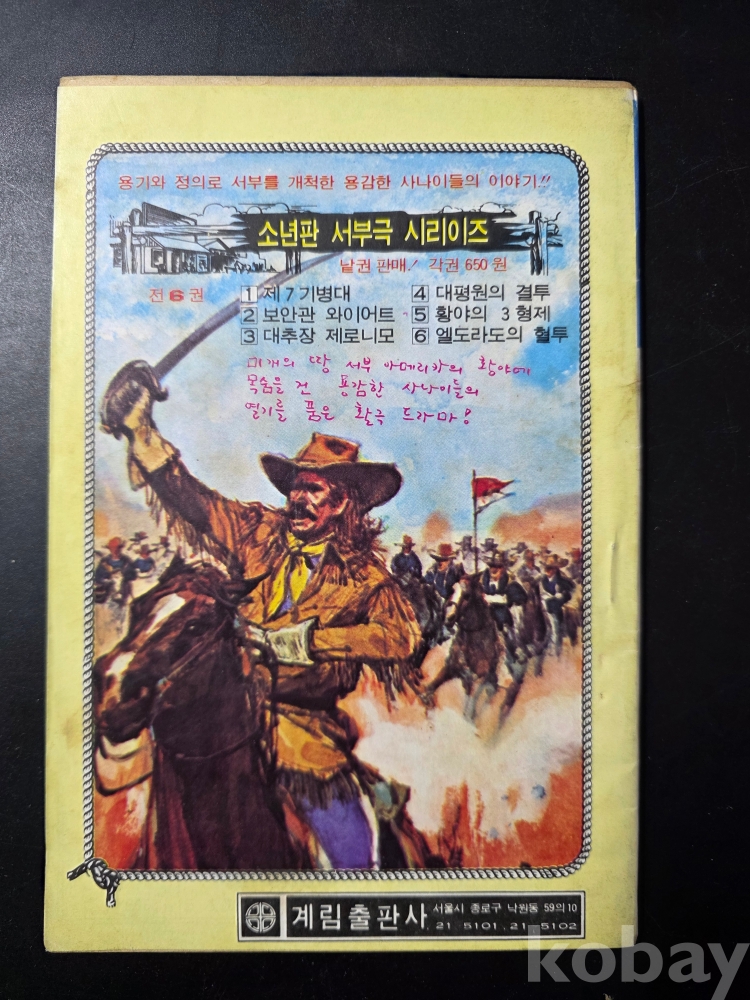 용기와 정의로 서부를 개척한 용감한 사나이들의 이야기!!
소년판 서부극 시리이즈
낱권 판매! 각권 650원
전 6 권
1 제 7 기병대
2 보안관 와이어트
3 대추장 제로니모
4 대평원의 결투
5 황야의 3 형제
6 엘도라도의 혈투
미개의 땅 서부 아메리카의 황야에
목숨을 건 용감한 사나이들의
열기를 품은 활극 드라마!
계림출판사
서울시 종로구 낙원동 59의 10
21 5101, 21 5102
kobay